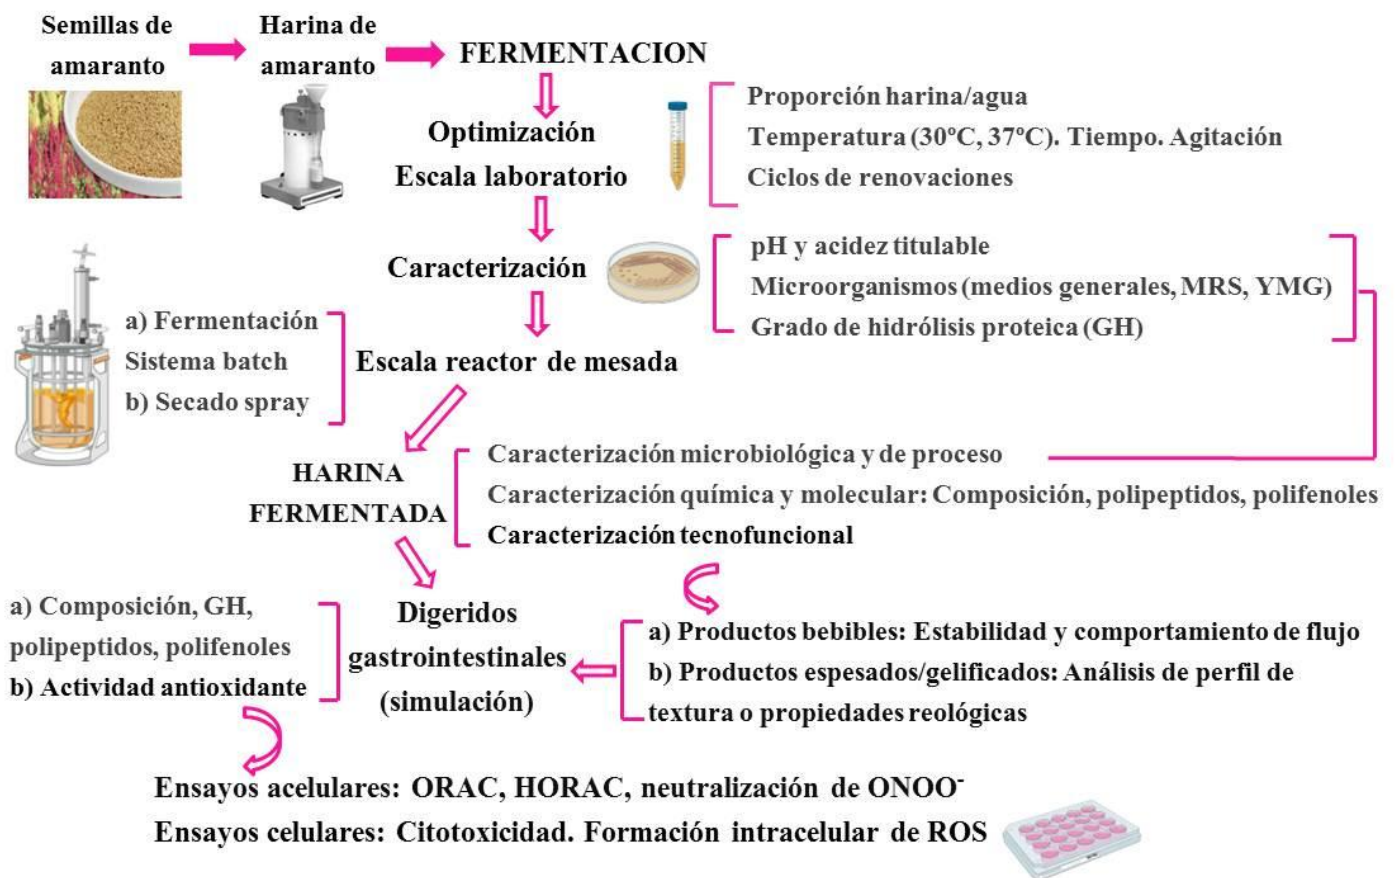 Semillas de
amaranto
Harina de
amaranto
FERMENTACION
Optimización
Escala laboratorio
Proporción harina/agua
Temperatura (30ºC, 37ºC). Tiempo. Agitación
Ciclos de renovaciones
Caracterización
pH y acidez titulable
Microorganismos (medios generales, MRS, YMG)
Grado de hidrólisis proteica (GH)
a) Fermentación
Sistema batch
b) Secado spray
Escala reactor de mesada
HARINA
FERMENTADA
Caracterización microbiológica y de proceso
Caracterización química y molecular: Composición, polipeptidos, polifenoles
Caracterización tecnofuncional
a) Productos bebibles: Estabilidad y comportamiento de flujo
b) Productos espesados/gelificados: Análisis de perfil de
textura o propiedades reológicas
Digeridos
gastrointestinales
(simulación)
a) Composición, GH,
polipeptidos, polifenoles
b) Actividad antioxidante
Ensayos acelulares: ORAC, HORAC, neutralización de ONOO⁻
Ensayos celulares: Citotoxicidad. Formación intracelular de ROS